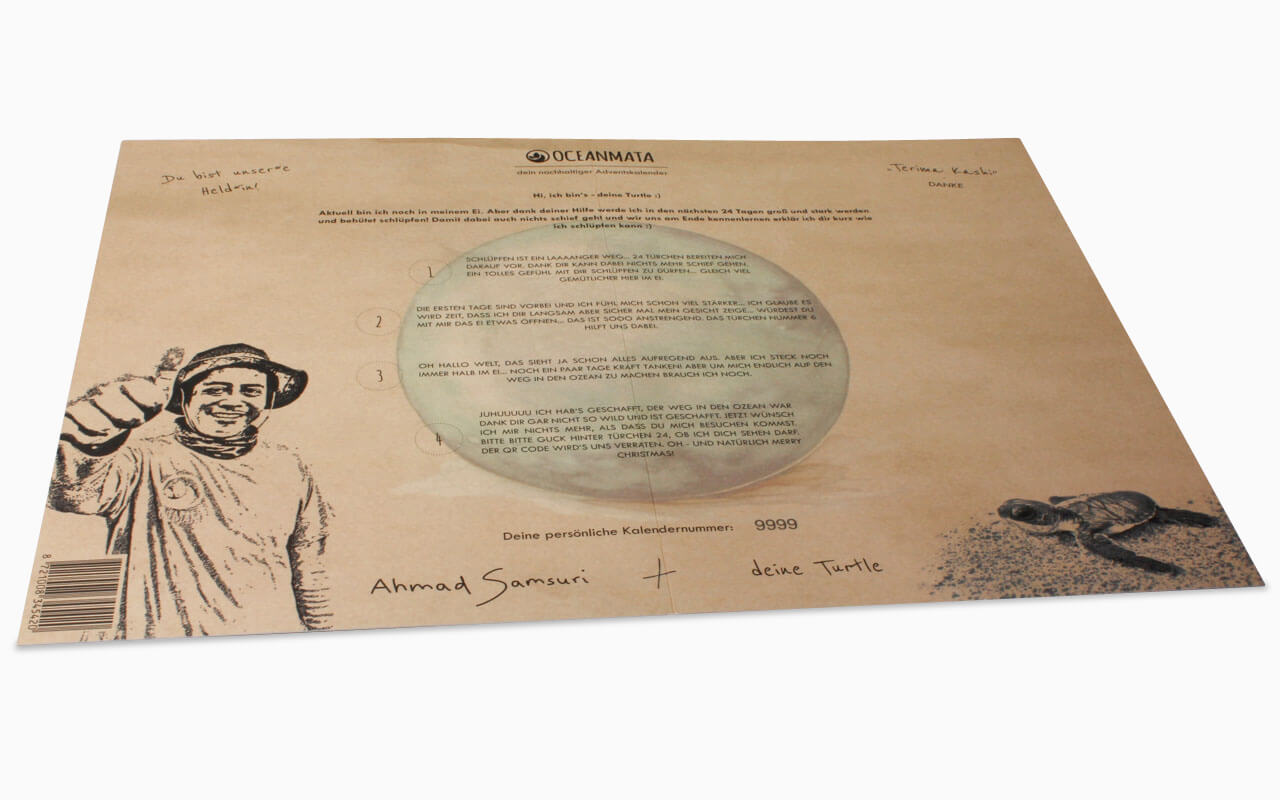 Du bist unser*e
Held*in!
OCEANMATA
dein nachhaltiger Adventskalender
„Terima Kashi“
DANKE
Hi, ich bin's - deine Turtle :)
Aktuell bin ich noch in meinem Ei. Aber dank deiner Hilfe werde ich in den nächsten 24 Tagen groß und stark werden
und behütet schlüpfen! Damit dabei auch nichts schief geht und wir uns am Ende kennenlernen erklär ich dir kurz wie
ich schlüpfen kann :)
1
SCHLÜPFEN IST EIN LAAAANGER WEG... 24 TÜRCHEN BEREITEN MICH
DARAUF VOR. DANK DIR KANN DABEI NICHTS MEHR SCHIEF GEHEN.
EIN TOLLES GEFÜHL MIT DIR SCHLÜPFEN ZU DÜRFEN... GLEICH VIEL
GEMÜTLICHER HIER IM EI.
2
DIE ERSTEN TAGE SIND VORBEI UND ICH FÜHL MICH SCHON VIEL STÄRKER... ICH GLAUBE ES
WIRD ZEIT, DASS ICH DIR LANGSAM ABER SICHER MAL MEIN GESICHT ZEIGE... WÜRDEST DU
MIT MIR DAS EI ETWAS ÖFFNEN... DAS IST SOOO ANSTRENGEND. DAS TÜRCHEN NUMMER 6
HILFT UNS DABEI.
3
OH HALLO WELT, DAS SIEHT JA SCHON ALLES AUFREGEND AUS. ABER ICH STECK NOCH
IMMER HALB IM EI... NOCH EIN PAAR TAGE KRAFT TANKEN! ABER UM MICH ENDLICH AUF DEN
WEG IN DEN OZEAN ZU MACHEN BRAUCH ICH NOCH.
4
JUHUUUUU ICH HAB'S GESCHAFFT, DER WEG IN DEN OZEAN WAR
DANK DIR GAR NICHT SO WILD UND IST GESCHAFFT. JETZT WÜNSCH
ICH MIR NICHTS MEHR, ALS DASS DU MICH BESUCHEN KOMMST.
BITTE BITTE GUCK HINTER TÜRCHEN 24, OB ICH DICH SEHEN DARF.
DER QR CODE WIRD'S UNS VERRATEN. OH - UND NATÜRLICH MERRY
CHRISTMAS!
Deine persönliche Kalendernummer: 9999
Ahmad Samsuri + deine Turtle